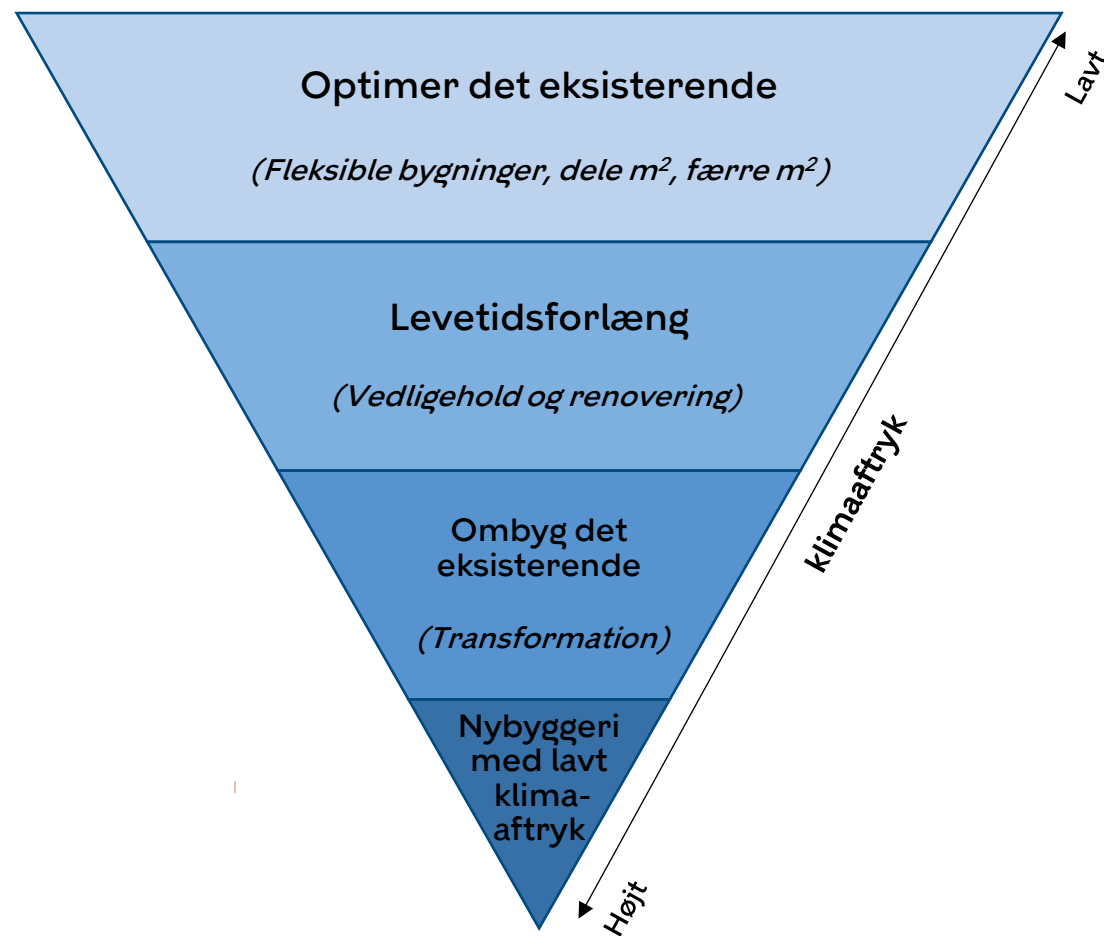 Optimer det eksisterende
(Fleksible bygninger, dele m², færre m²)
Levetidsforlæng
(Vedligehold og renovering)
Ombyg det
eksisterende
(Transformation)
Nybyggeri
med lavt
klima-
aftryk
Lavt
klimaaftryk
Højt